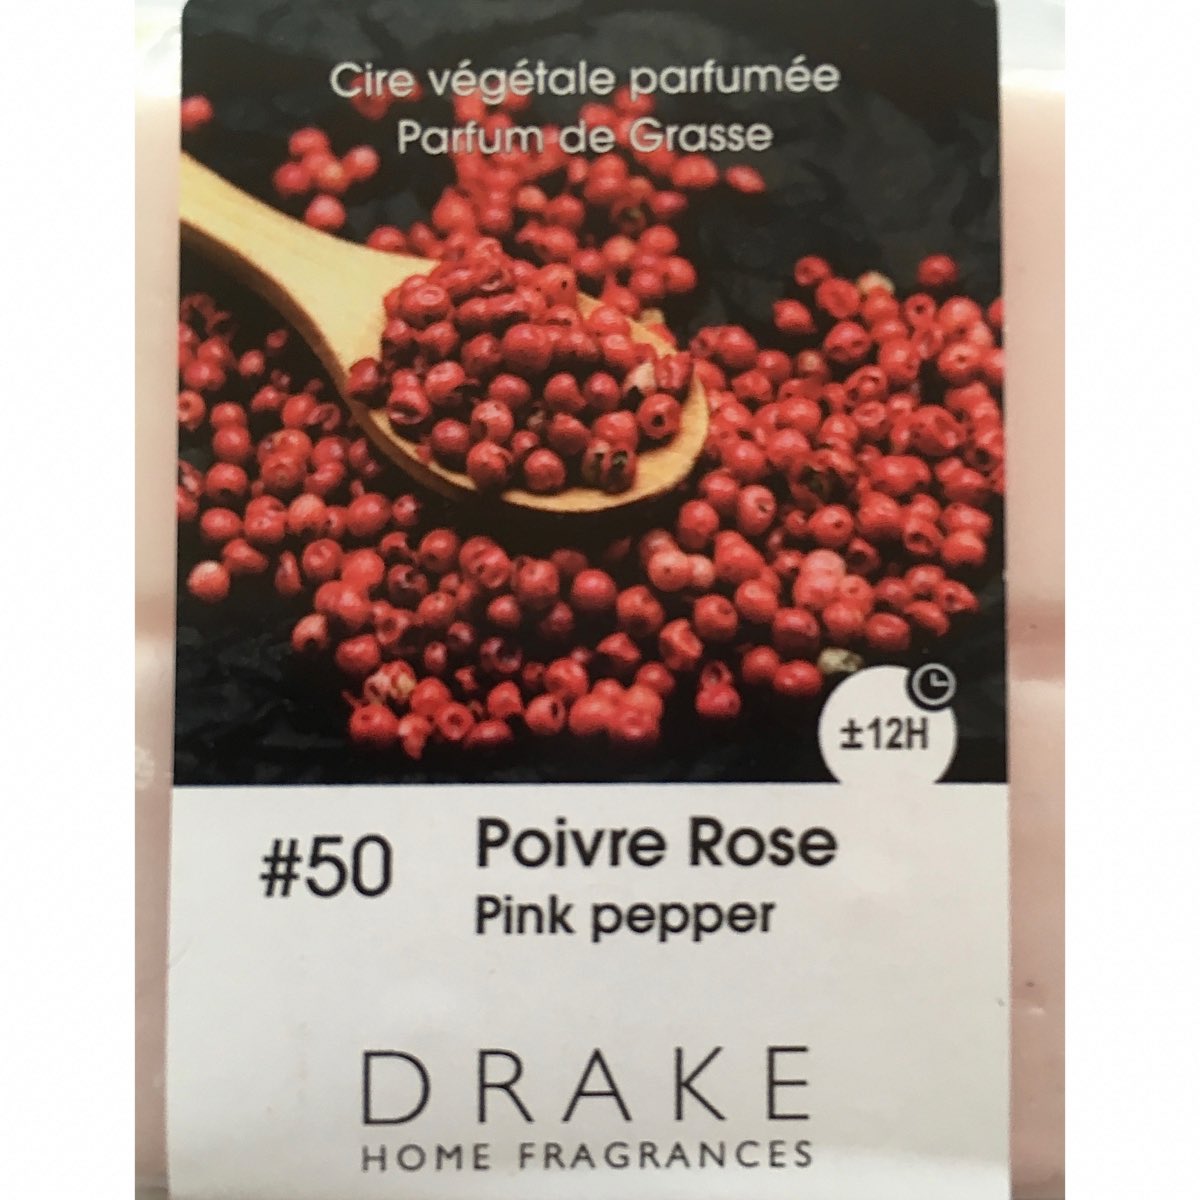 Cire végétale parfumée
Parfum de Grasse
±12H
#50
Poivre Rose
Pink pepper
DRAKE
HOME FRAGRANCES